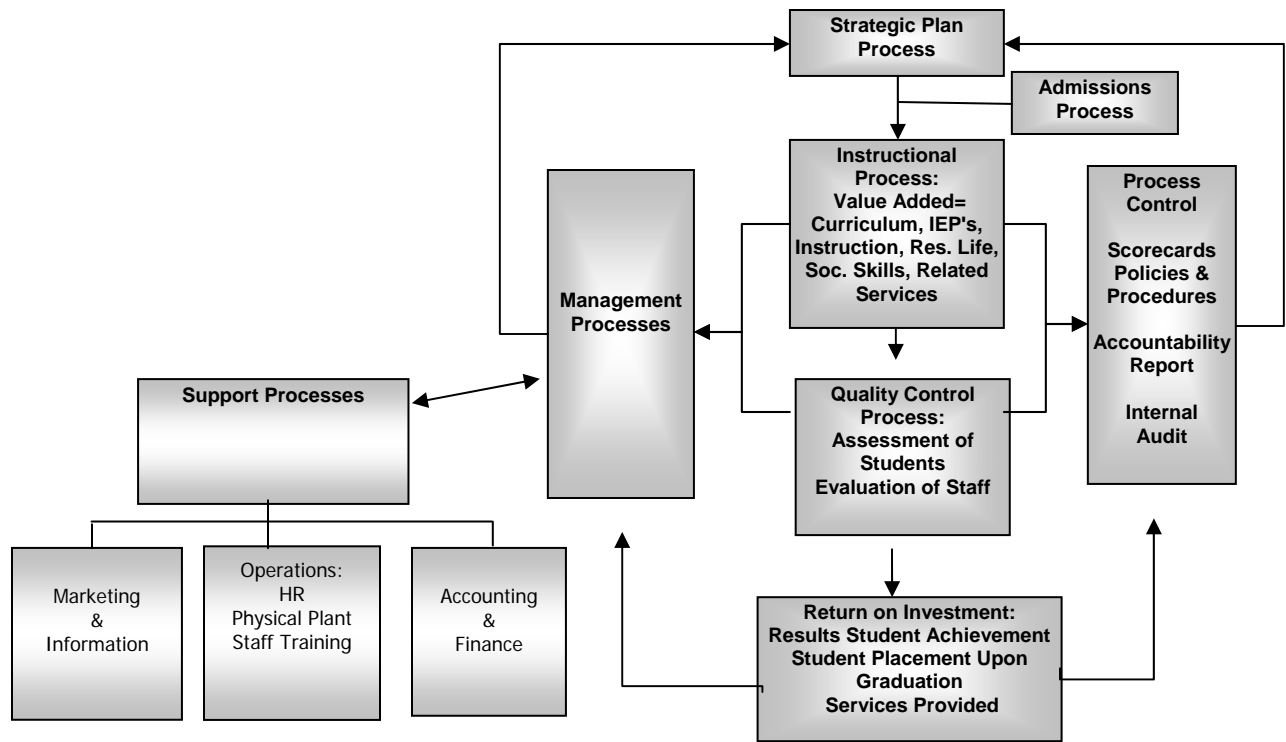 Strategic Plan
Process
Admissions
Process
Instructional
Process:
Value Added=
Curriculum, IEP's,
Instruction, Res. Life,
Soc. Skills, Related
Services
Process
Control
Scorecards
Policies &
Procedures
Accountability
Report
Internal
Audit
Management
Processes
Support Processes
Quality Control
Process:
Assessment of
Students
Evaluation of Staff
Marketing
&
Information
Operations:
HR
Physical Plant
Staff Training
Accounting
&
Finance
Return on Investment:
Results Student Achievement
Student Placement Upon
Graduation
Services Provided